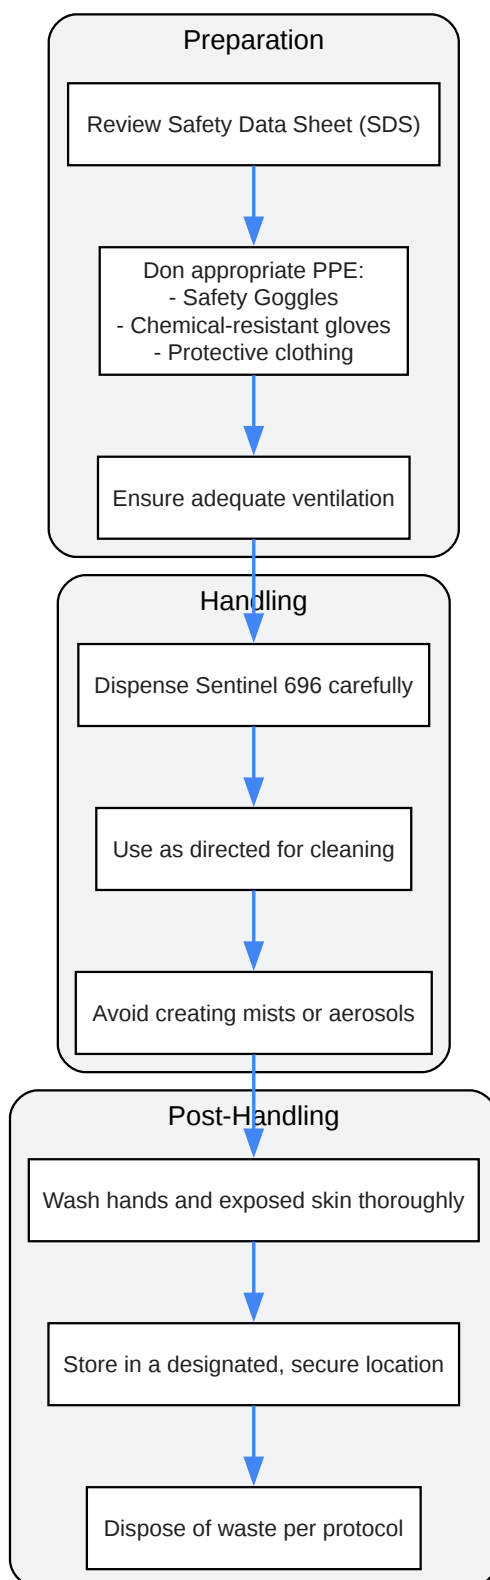 Preparation
Review Safety Data Sheet (SDS)
Don appropriate PPE:
- Safety Goggles
- Chemical-resistant gloves
- Protective clothing
Ensure adequate ventilation
Handling
Dispense Sentinel 696 carefully
Use as directed for cleaning
Avoid creating mists or aerosols
Post-Handling
Wash hands and exposed skin thoroughly
Store in a designated, secure location
Dispose of waste per protocol